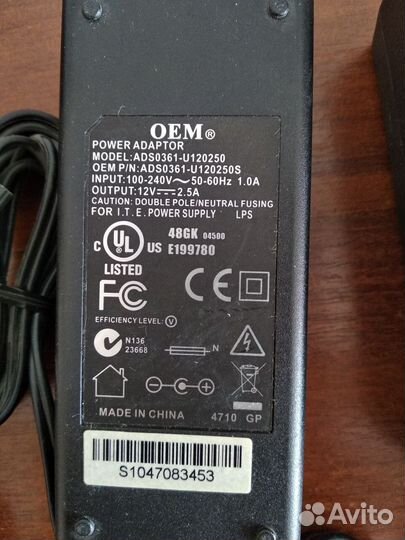 OEM®
POWER ADAPTOR
MODEL:ADS0361-U120250
OEM P/N:ADS0361-U120250S
INPUT:100-240V~50-60Hz 1.0A
OUTPUT:12V⎓2.5A
CAUTION: DOUBLE POLE/NEUTRAL FUSING
FOR I.T.E. POWER SUPPLY LPS
C UL US
LISTED
48GK 04500
E199780
FC CE
EFFICIENCY LEVEL: V
N136
23668
N
MADE IN CHINA 4710 GP
S1047083453
Avito